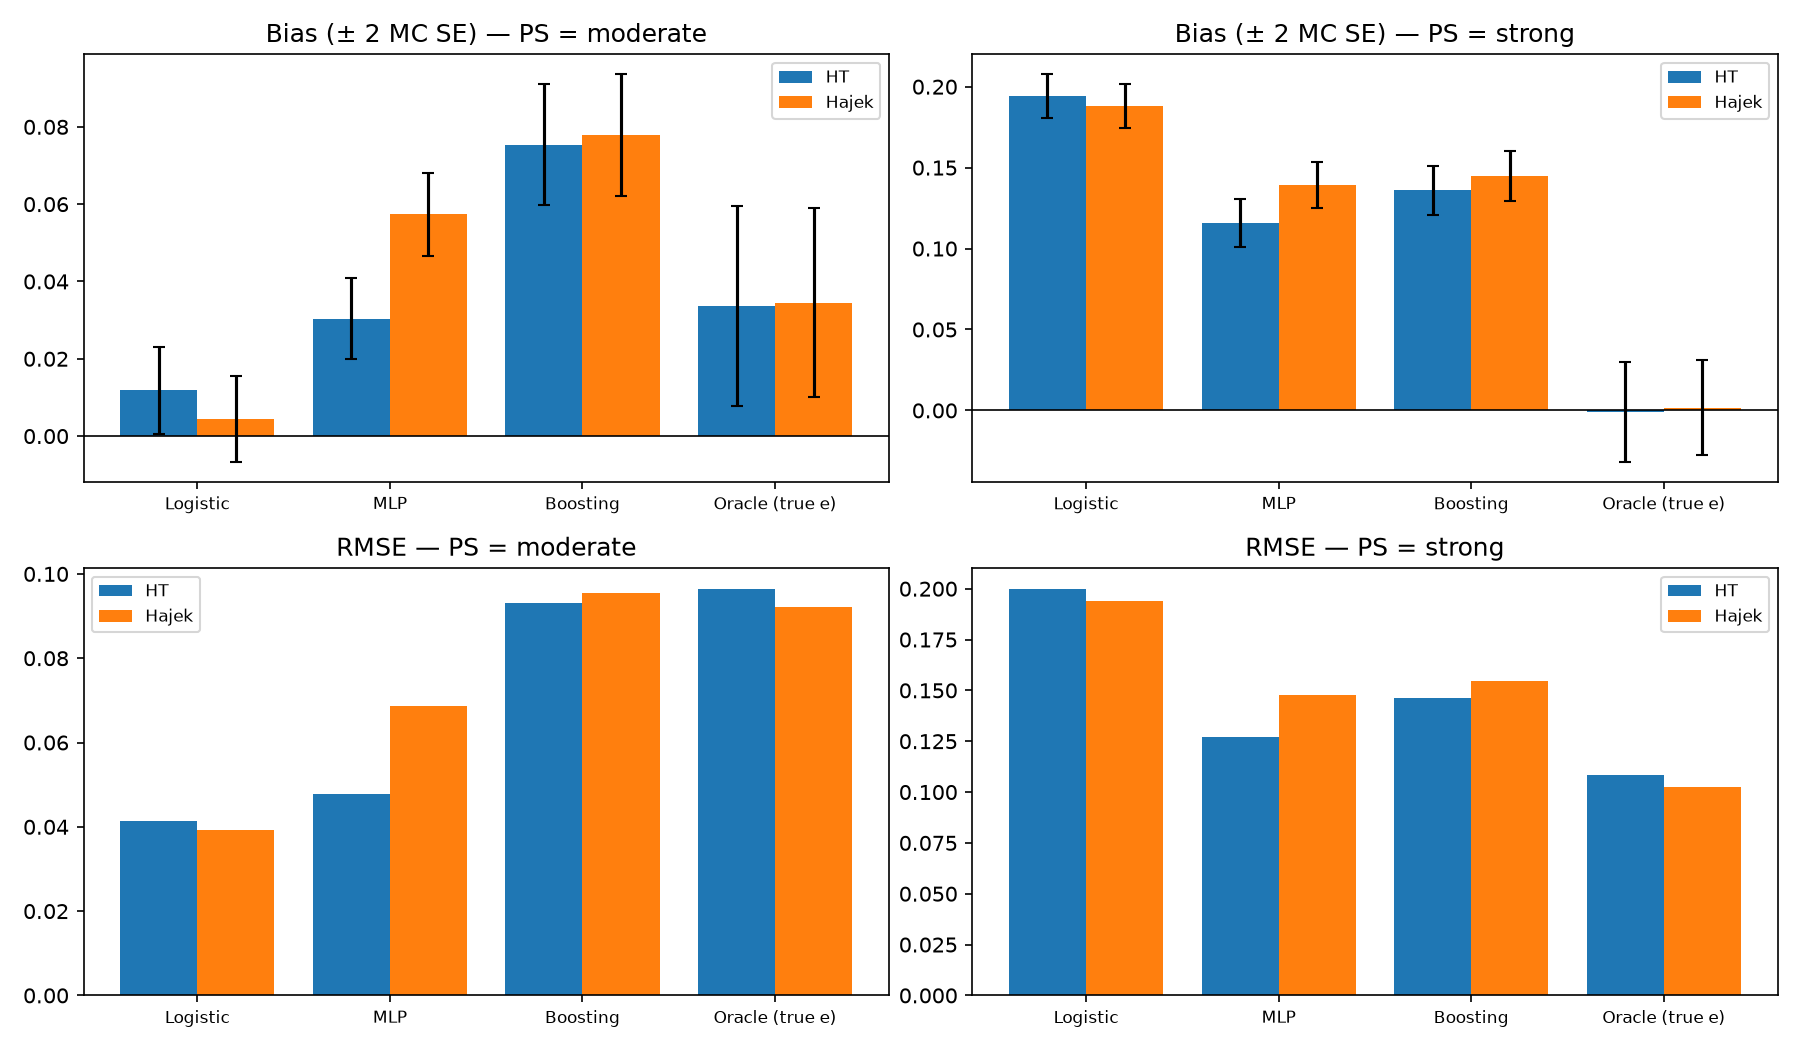 Bias (± 2 MC SE) — PS = moderate
HT
Hajek
0.08
0.06
0.04
0.02
0.00
Logistic
MLP
Boosting
Oracle (true e)
Bias (± 2 MC SE) — PS = strong
HT
Hajek
0.20
0.15
0.10
0.05
0.00
Logistic
MLP
Boosting
Oracle (true e)
RMSE — PS = moderate
HT
Hajek
0.10
0.08
0.06
0.04
0.02
0.00
Logistic
MLP
Boosting
Oracle (true e)
RMSE — PS = strong
HT
Hajek
0.200
0.175
0.150
0.125
0.100
0.075
0.050
0.025
0.000
Logistic
MLP
Boosting
Oracle (true e)